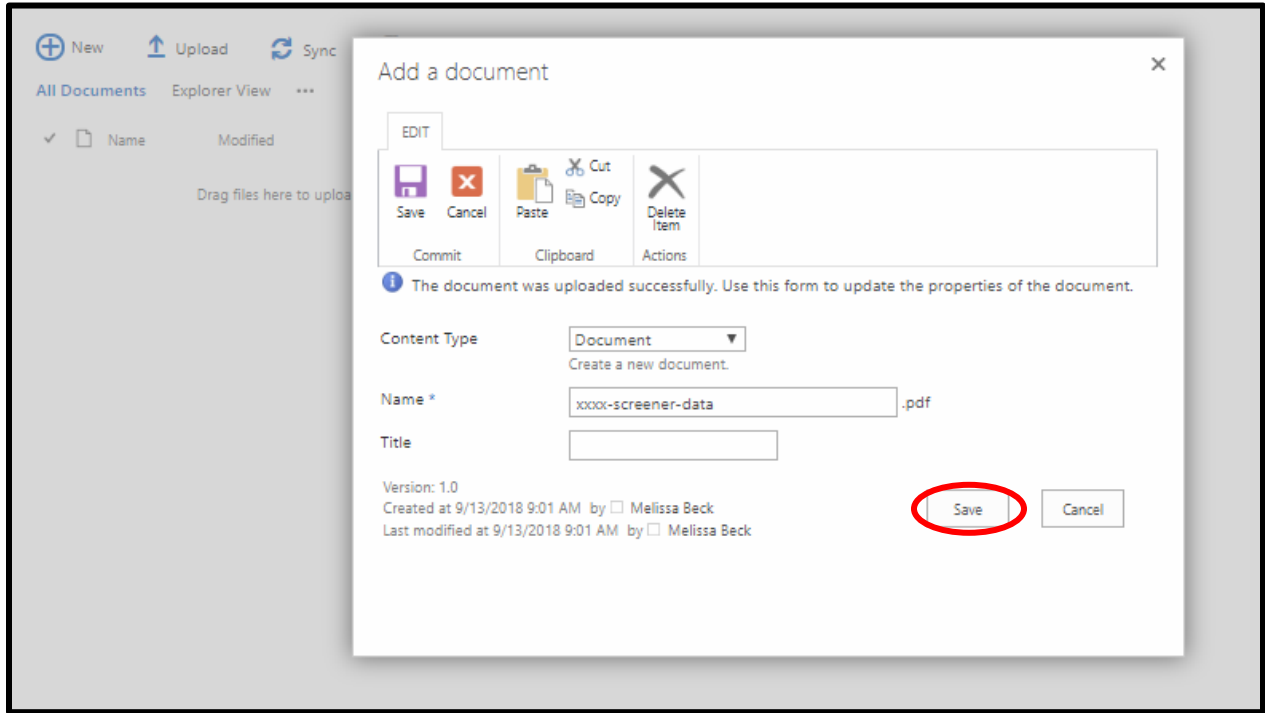 New Upload Sync
All Documents Explorer View ...
Name Modified
Drag files here to uploa
Add a document
EDIT
Save Cancel Paste Cut Copy Delete Item
Commit Clipboard Actions
The document was uploaded successfully. Use this form to update the properties of the document.
Content Type Document
Create a new document.
Name * xxxx-screener-data .pdf
Title
Version: 1.0
Created at 9/13/2018 9:01 AM by Melissa Beck
Save Cancel
Last modified at 9/13/2018 9:01 AM by Melissa Beck